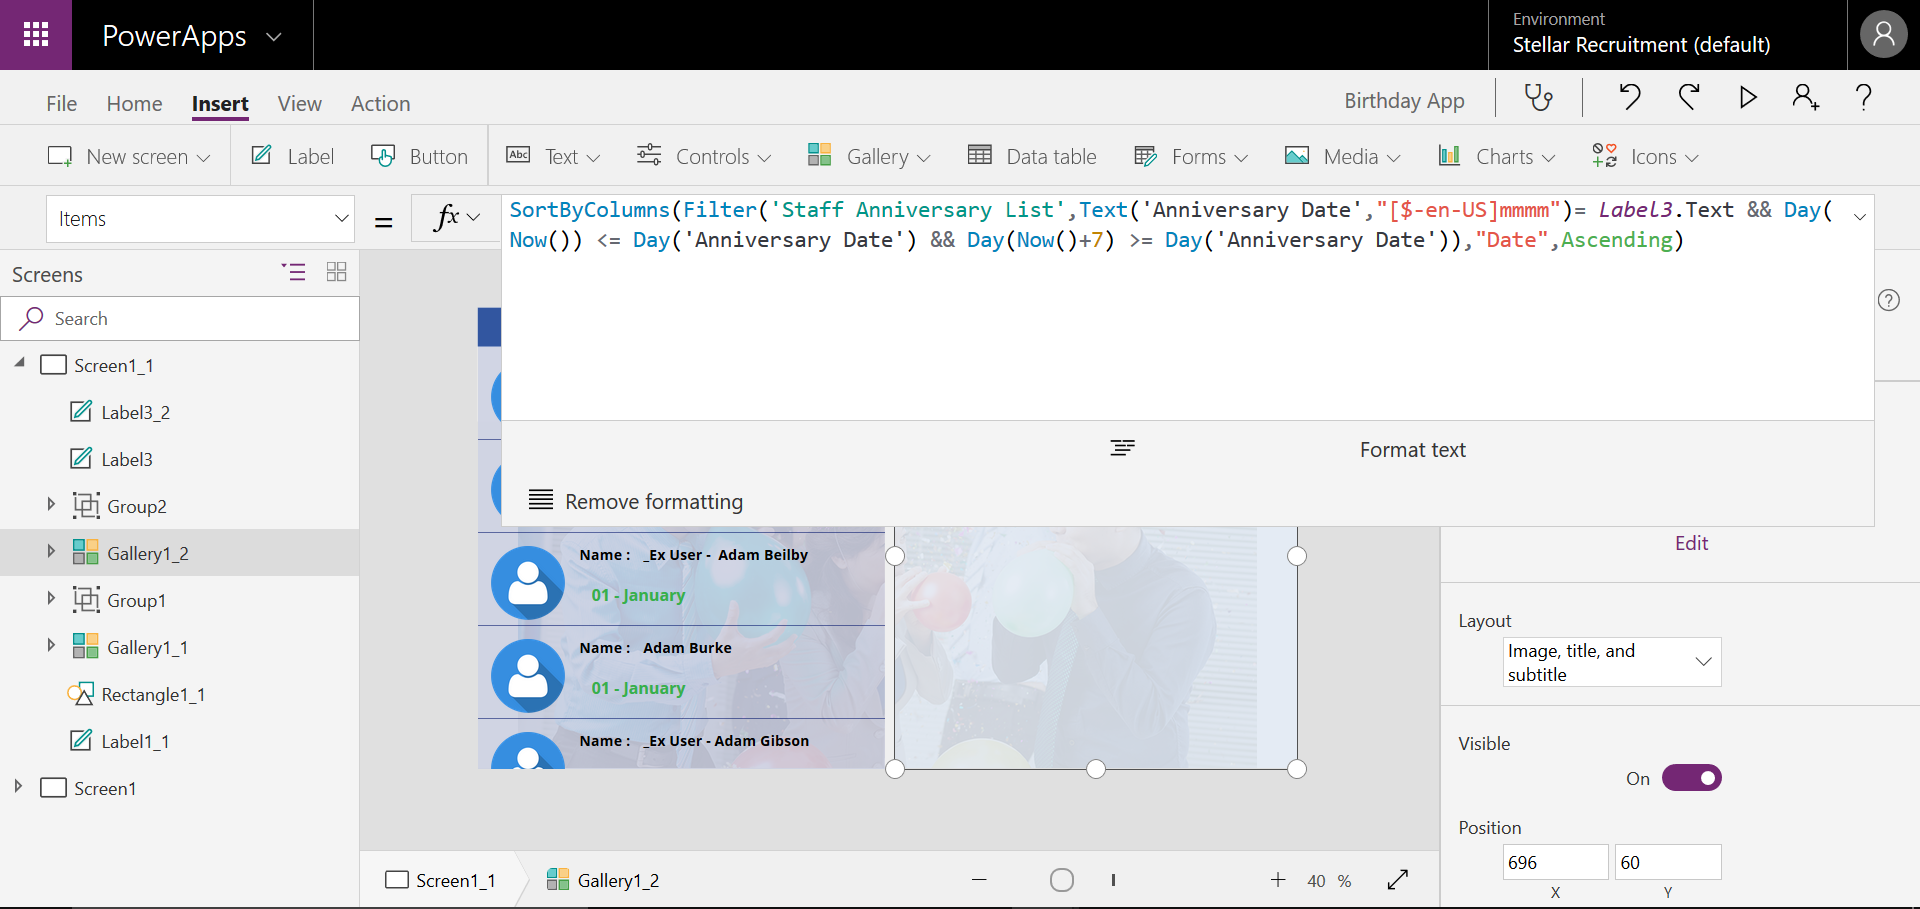 PowerApps
Environment
Stellar Recruitment (default)
File Home Insert View Action
Birthday App
New screen Label Button Abc Text Controls Gallery Data table Forms Media Charts Icons
Items = fx
SortByColumns(Filter('Staff Anniversary List',Text('Anniversary Date',"[$-en-US]mmmm")= Label3.Text && Day(
Now()) <= Day('Anniversary Date') && Day(Now()+7) >= Day('Anniversary Date')),"Date",Ascending)
Format text
Remove formatting
Screens
Search
Screen1_1
Label3_2
Label3
Group2
Gallery1_2
Group1
Gallery1_1
Rectangle1_1
Label1_1
Screen1
Name : _Ex User - Adam Beilby
01 - January
Name : Adam Burke
01 - January
Name : _Ex User - Adam Gibson
Edit
Layout
Image, title, and
subtitle
Visible
On
Position
696 60
X Y
Screen1_1 Gallery1_2 40 %